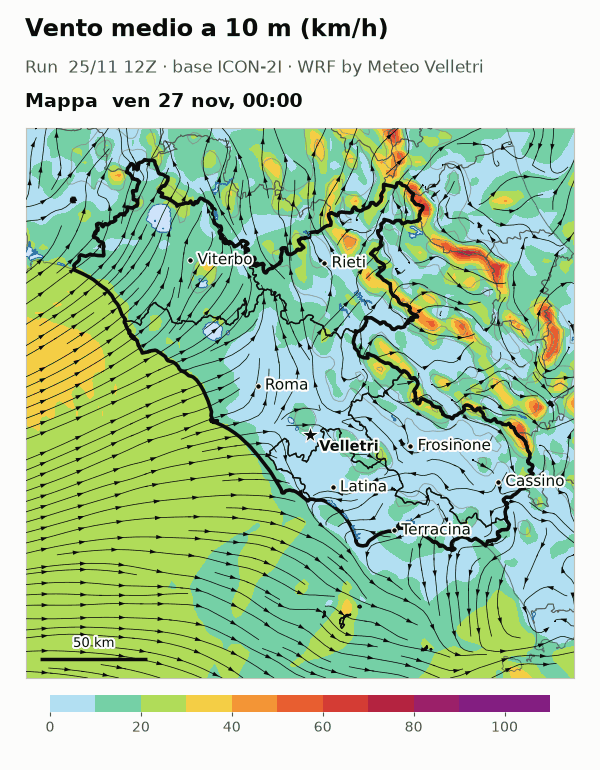 Vento medio a 10 m (km/h)
Run 25/11 12Z · base ICON-2I · WRF by Meteo Velletri
Mappa ven 27 nov, 00:00
Viterbo
Rieti
Roma
Velletri
Frosinone
Latina
Cassino
Terracina
50 km
0 20 40 60 80 100